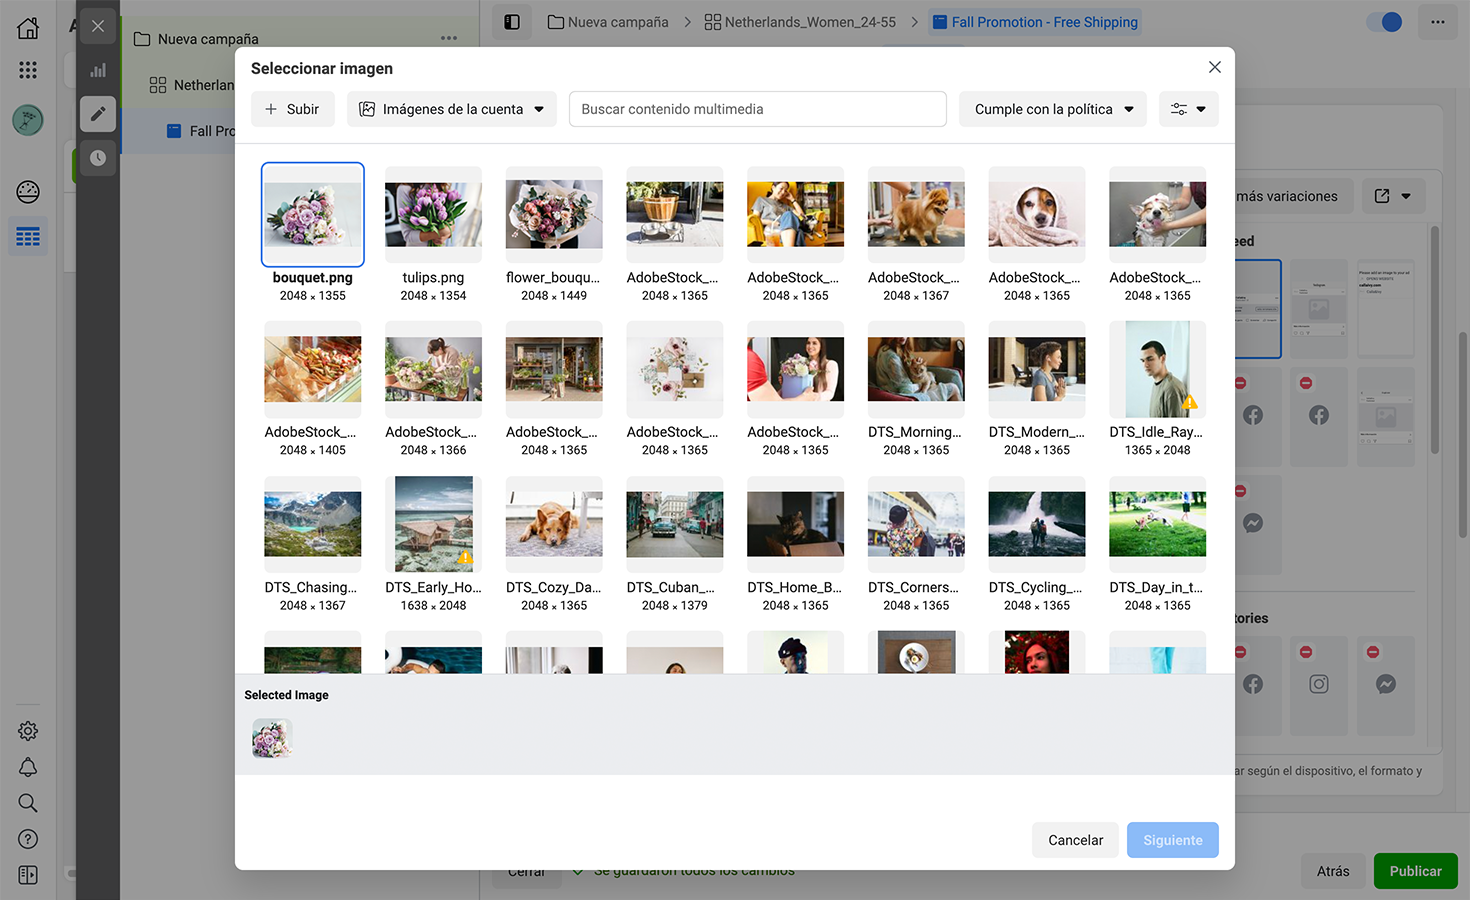 Nueva campaña
Netherlands_Women_24-55
Fall Promotion - Free Shipping
Nueva campaña
Netherlan
Fall Pro
Seleccionar imagen
Subir
Imágenes de la cuenta
Buscar contenido multimedia
Cumple con la política
más variaciones
eed
bouquet.png
2048 × 1355
tulips.png
2048 × 1354
flower_bouqu...
2048 × 1449
AdobeStock_...
2048 × 1365
AdobeStock_...
2048 × 1365
AdobeStock_...
2048 × 1367
AdobeStock_...
2048 × 1365
AdobeStock_...
2048 × 1365
AdobeStock_...
2048 × 1405
AdobeStock_...
2048 × 1366
AdobeStock_...
2048 × 1365
AdobeStock_...
2048 × 1365
AdobeStock_...
2048 × 1365
DTS_Morning...
2048 × 1365
DTS_Modern_...
2048 × 1365
DTS_Idle_Ray...
1365 × 2048
DTS_Chasing...
2048 × 1367
DTS_Early_Ho...
1638 × 2048
DTS_Cozy_Da...
2048 × 1365
DTS_Cuban_...
2048 × 1379
DTS_Home_B...
2048 × 1365
DTS_Corners...
2048 × 1365
DTS_Cycling_...
2048 × 1365
DTS_Day_in_t...
2048 × 1365
tories
Selected Image
ar según el dispositivo, el formato y
Cancelar
Siguiente
Cerrar
Se guardaron todos los cambios
Atrás
Publicar